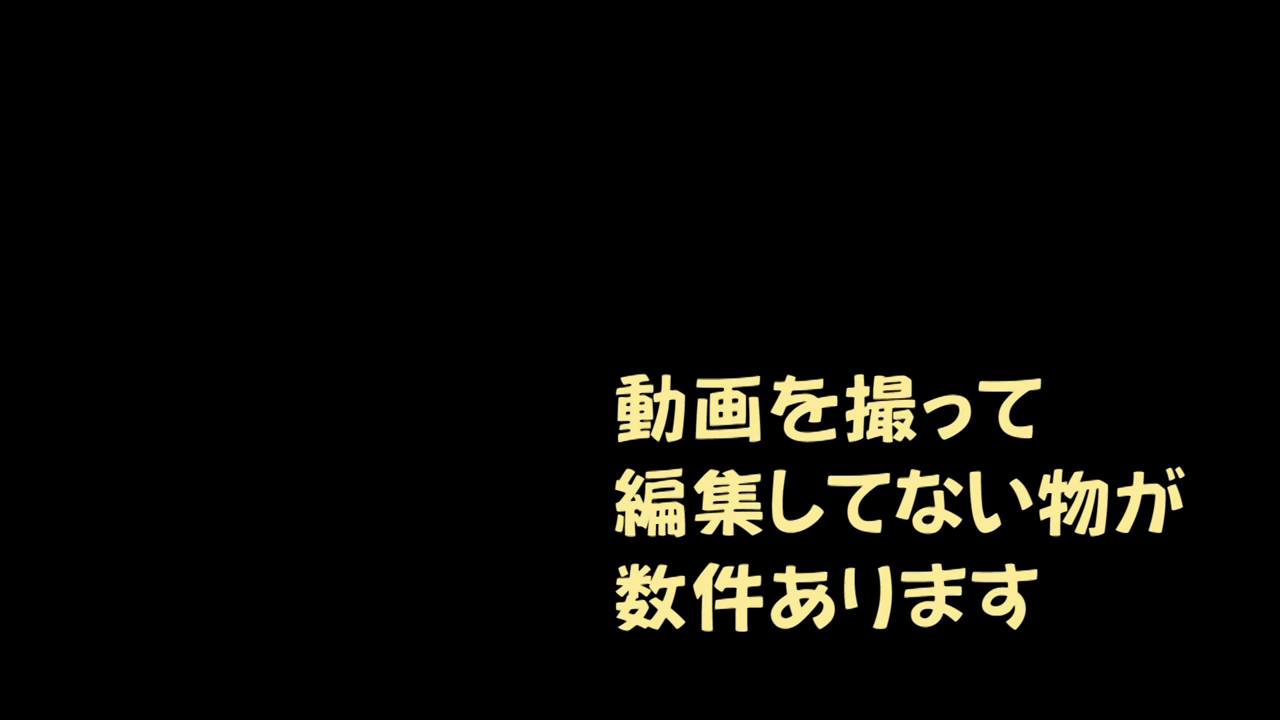 動画を撮って
編集してない物が
数件あります